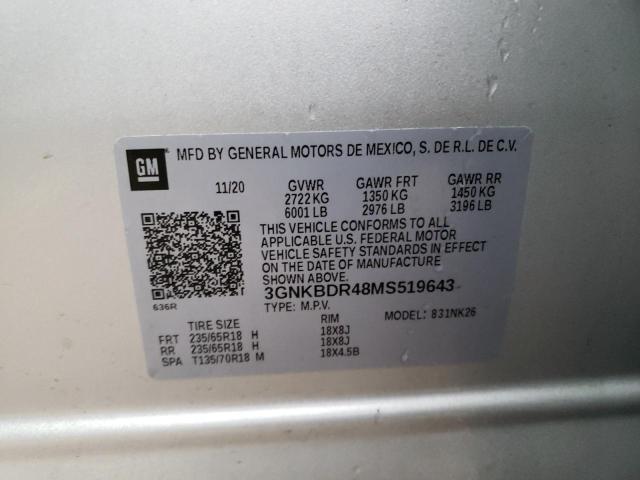 GM
MFD BY GENERAL MOTORS DE MEXICO, S. DE R.L. DE C.V.
11/20 GVWR GAWR FRT GAWR RR
2722 KG 1350 KG 1450 KG
6001 LB 2976 LB 3196 LB
THIS VEHICLE CONFORMS TO ALL
APPLICABLE U.S. FEDERAL MOTOR
VEHICLE SAFETY STANDARDS IN EFFECT
ON THE DATE OF MANUFACTURE
SHOWN ABOVE.
3GNKBDR48MS519643
636R
TYPE: M.P.V. MODEL: 831NK26
TIRE SIZE RIM
FRT 235/65R18 H 18X8J
RR 235/65R18 H 18X8J
SPA T135/70R18 M 18X4.5B